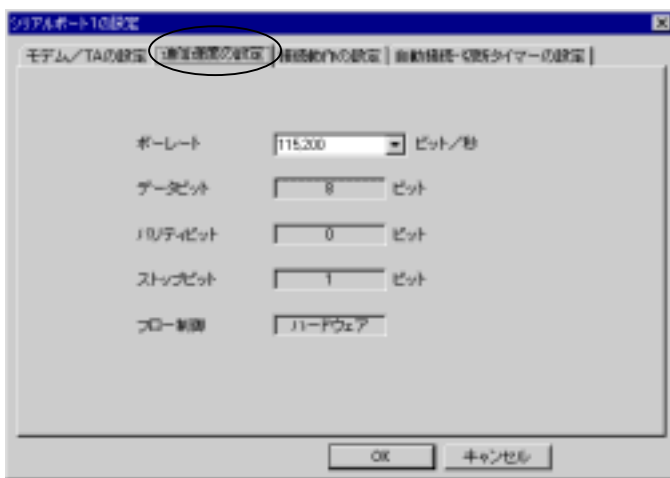 シリアルポート1の設定
モデム／TAの設定 通信速度の設定 接続動作の設定 自動接続・切断タイマーの設定
ボーレート 115,200 ビット／秒
データビット 8 ビット
パリティビット 0 ビット
ストップビット 1 ビット
フロー制御 ハードウェア
OK キャンセル